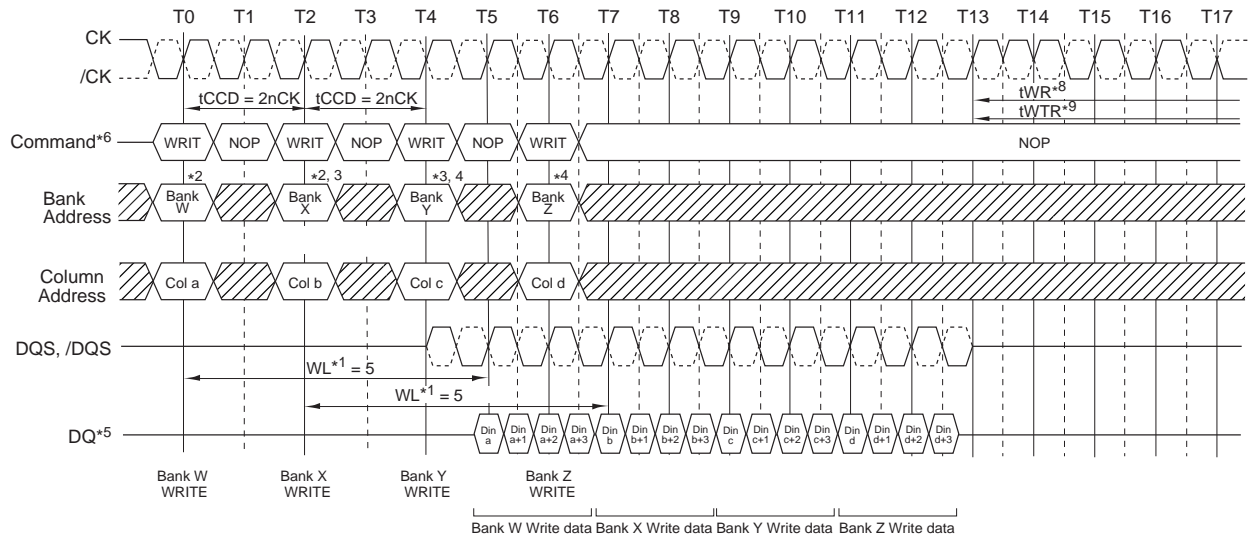 T0 T1 T2 T3 T4 T5 T6 T7 T8 T9 T10 T11 T12 T13 T14 T15 T16 T17
CK
/CK
tCCD = 2nCK tCCD = 2nCK
tWR*8
tWTR*9
Command*6 WRIT NOP WRIT NOP WRIT NOP WRIT NOP
*2 *2, 3 *3, 4 *4
Bank Address
Bank W
Bank X
Bank Y
Bank Z
Column Address
Col a Col b Col c Col d
DQS, /DQS
WL*1 = 5
WL*1 = 5
DQ*5
Din a
Din a+1
Din a+2
Din a+3
Din b
Din b+1
Din b+2
Din b+3
Din c
Din c+1
Din c+2
Din c+3
Din d
Din d+1
Din d+2
Din d+3
Bank W WRITE
Bank X WRITE
Bank Y WRITE
Bank Z WRITE
Bank W Write data Bank X Write data Bank Y Write data Bank Z Write data